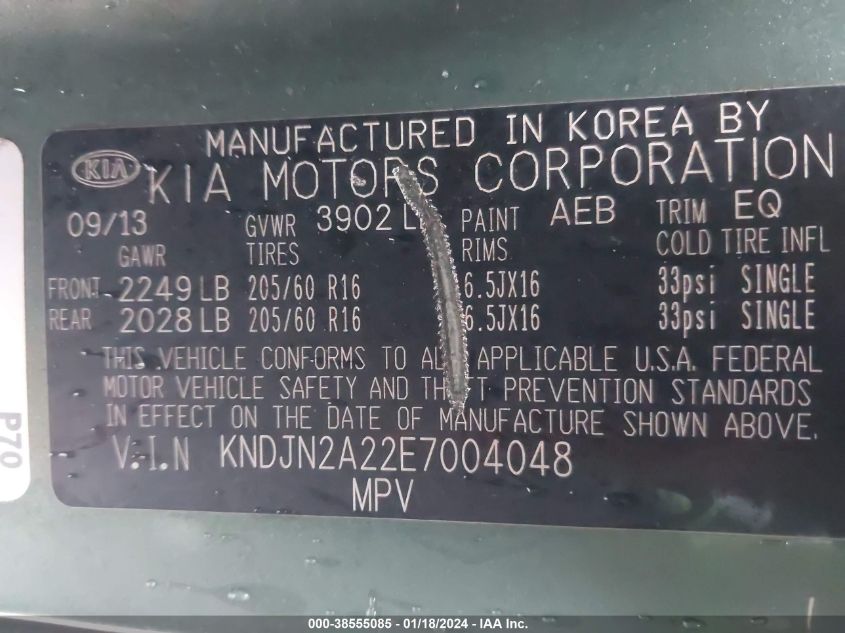 MANUFACTURED IN KOREA BY
KIA KIA MOTORS CORPORATION
09/13 GVWR 3902 L PAINT AEB TRIM EQ
GAWR TIRES RIMS COLD TIRE INFL
FRONT 2249 LB 205/60 R16 6.5JX16 33psi SINGLE
REAR 2028 LB 205/60 R16 6.5JX16 33psi SINGLE
THIS VEHICLE CONFORMS TO ALL APPLICABLE U.S.A. FEDERAL
MOTOR VEHICLE SAFETY AND THEFT PREVENTION STANDARDS
IN EFFECT ON THE DATE OF MANUFACTURE SHOWN ABOVE.
V.I.N KNDJN2A22E7004048
MPV
P70
000-38555085 - 01/18/2024 - IAA Inc.